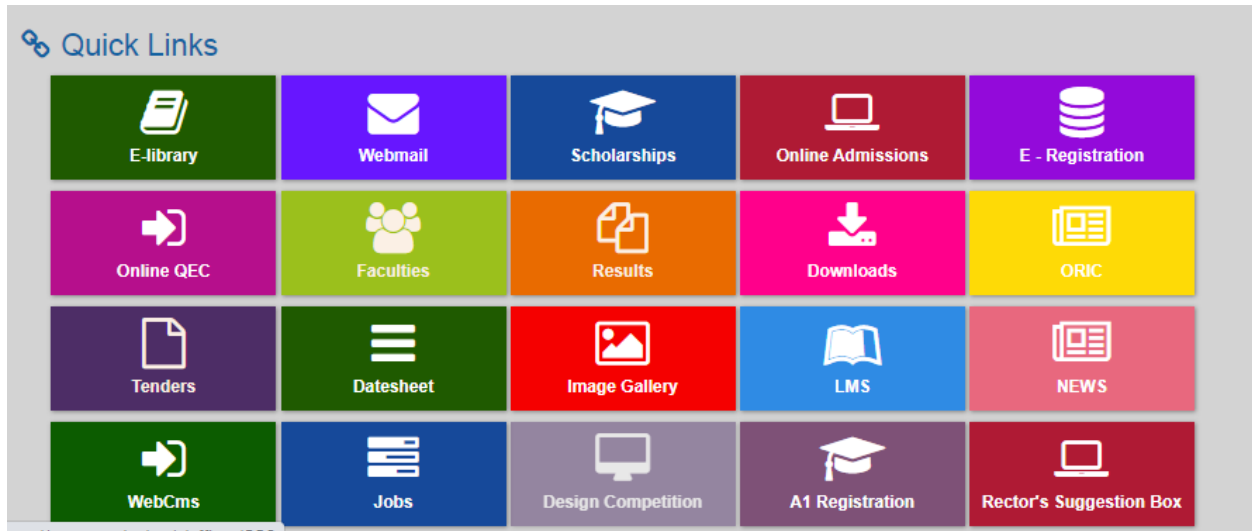 Quick Links
E-library
Webmail
Scholarships
Online Admissions
E - Registration
Online QEC
Faculties
Results
Downloads
ORIC
Tenders
Datesheet
Image Gallery
LMS
NEWS
WebCms
Jobs
Design Competition
A1 Registration
Rector's Suggestion Box